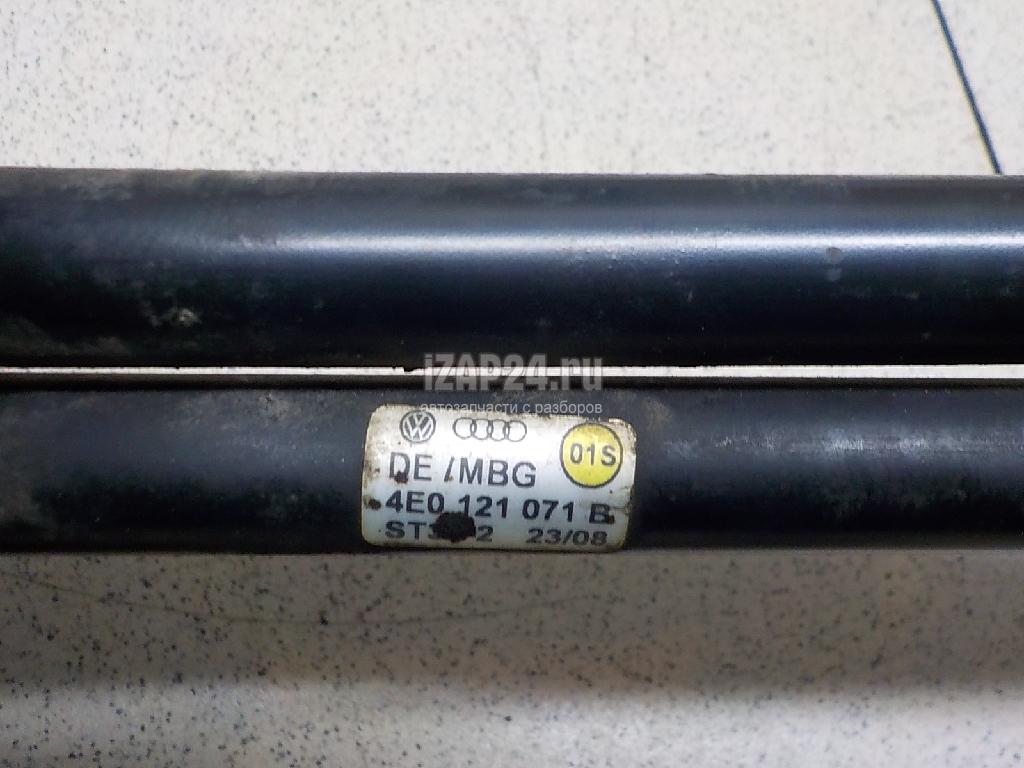 iZAP24.ru
автозапчасти с разборов
DE/MBG
01S
4E0 121 071 B
23/08